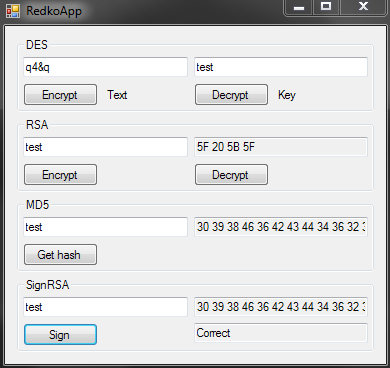 RedkoApp
DES
q4&q test
Encrypt Text Decrypt Key
RSA
test 5F 20 5B 5F
Encrypt Decrypt
MD5
test 30 39 38 46 36 42 43 44 34 36 32
Get hash
SignRSA
test 30 39 38 46 36 42 43 44 34 36 32
Sign Correct